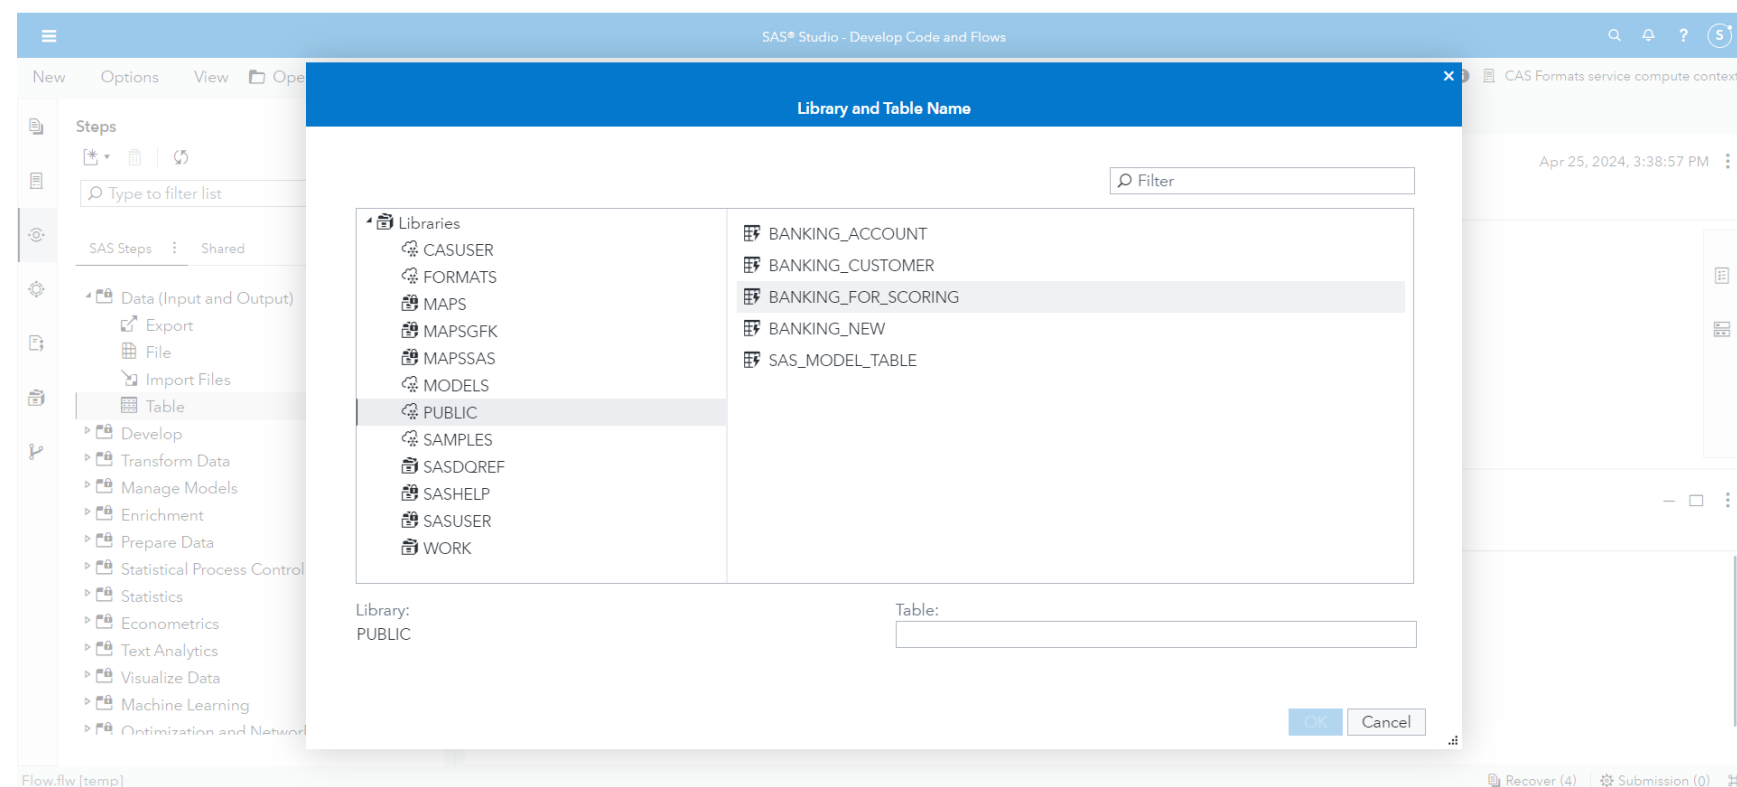 SAS® Studio - Develop Code and Flows
?
S
New Options View Ope
CAS Formats service compute context
Library and Table Name
Steps
Apr 25, 2024, 3:38:57 PM
Type to filter list
Filter
SAS Steps Shared
Data (Input and Output)
Export
File
Import Files
Table
Develop
Transform Data
Manage Models
Enrichment
Prepare Data
Statistical Process Control
Statistics
Econometrics
Text Analytics
Visualize Data
Machine Learning
Optimization and Networ
Libraries
CASUSER
FORMATS
MAPS
MAPSGFK
MAPSSAS
MODELS
PUBLIC
SAMPLES
SASDQREF
SASHELP
SASUSER
WORK
BANKING_ACCOUNT
BANKING_CUSTOMER
BANKING_FOR_SCORING
BANKING_NEW
SAS_MODEL_TABLE
Library:
PUBLIC
Table:
OK Cancel
Flow.flw [temp]
Recover (4) Submission (0)